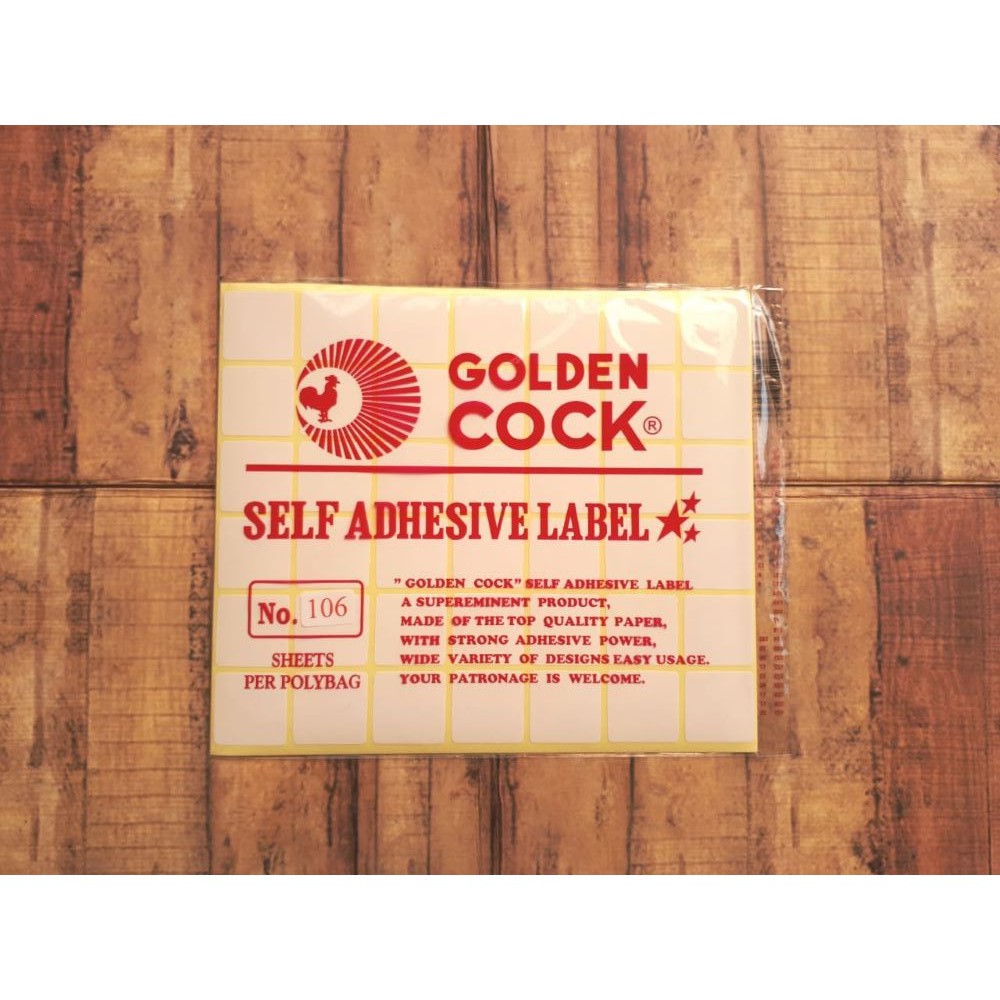 GOLDEN
COCK®
SELF ADHESIVE LABEL
No. 106
SHEETS
PER POLYBAG
" GOLDEN COCK" SELF ADHESIVE LABEL
A SUPEREMINENT PRODUCT,
MADE OF THE TOP QUALITY PAPER,
WITH STRONG ADHESIVE POWER,
WIDE VARIETY OF DESIGNS EASY USAGE.
YOUR PATRONAGE IS WELCOME.